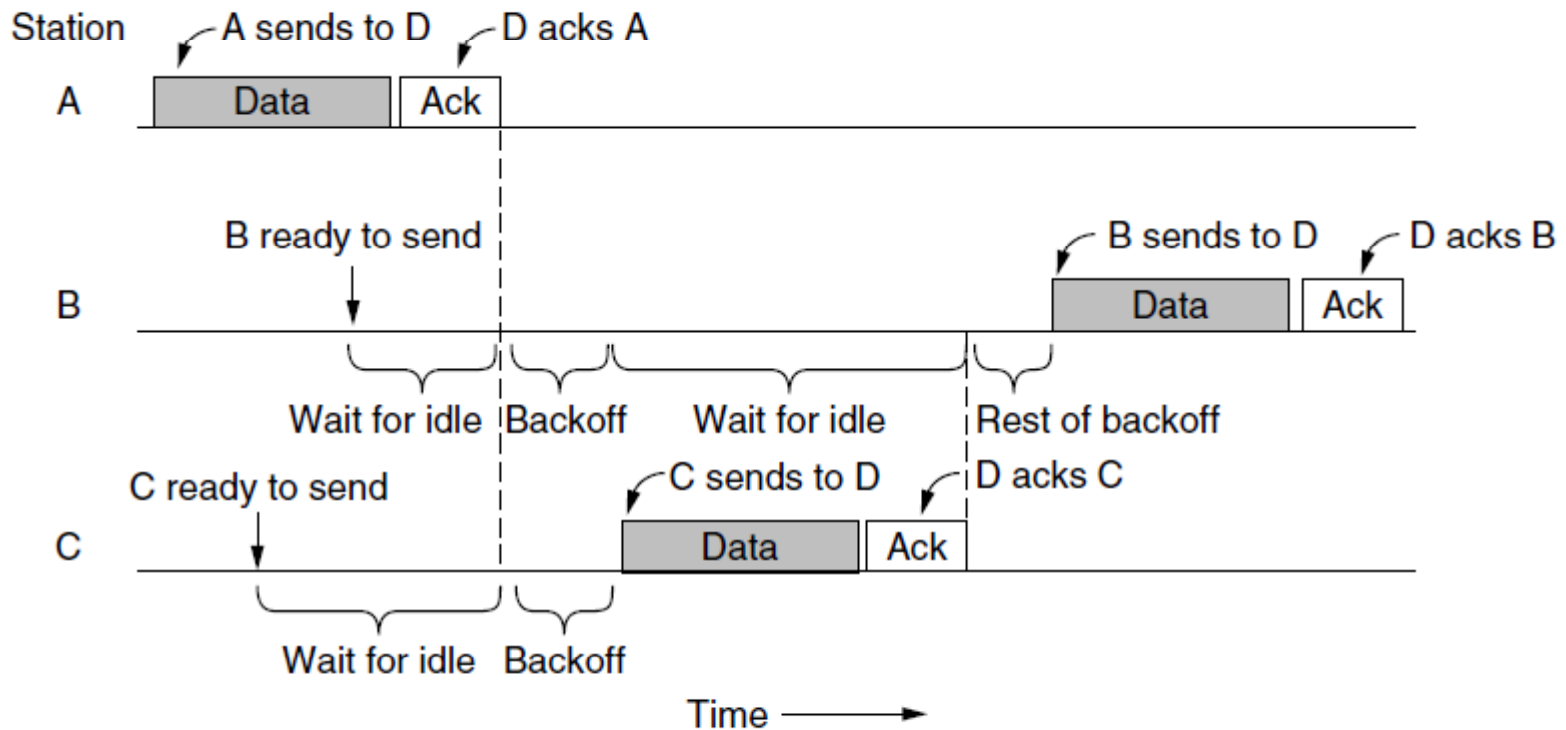 Station A sends to D D acks A
A Data Ack
B ready to send B sends to D D acks B
B Data Ack
Wait for idle Backoff Wait for idle Rest of backoff
C ready to send C sends to D D acks C
C Data Ack
Wait for idle Backoff
Time